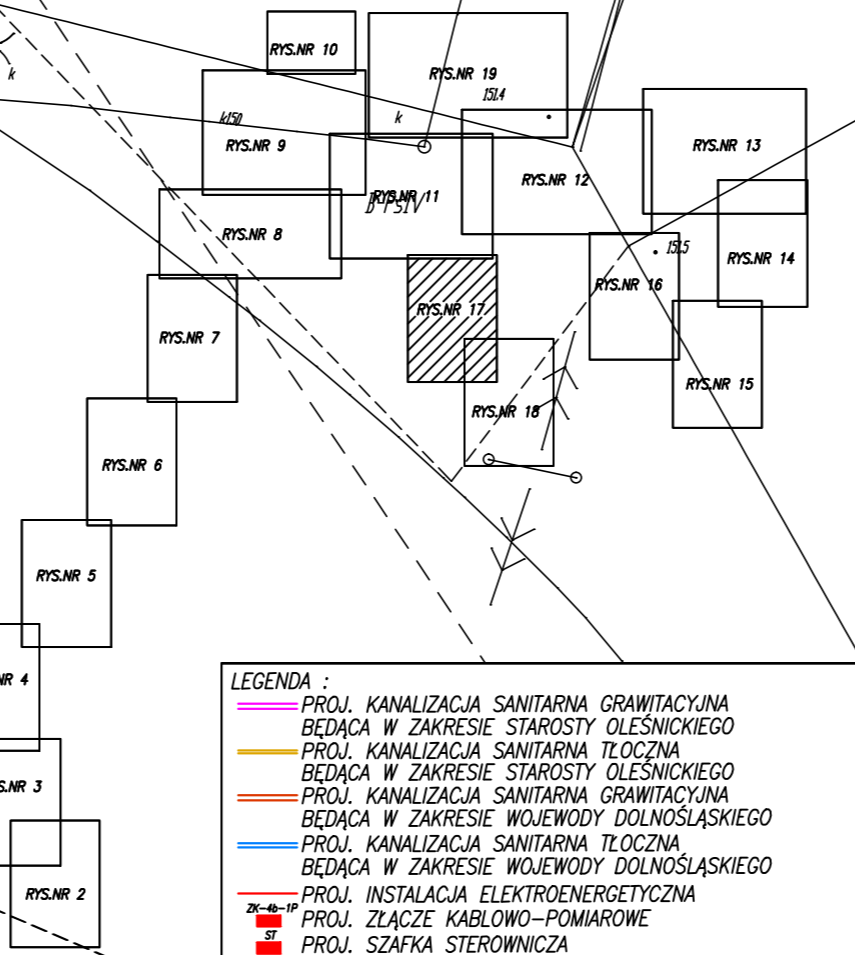 RYS.NR 10
RYS.NR 19
k
151.4
k150
k
RYS.NR 9
RYS.NR 13
RYS.NR 12
RYS.NR 11
RYS.NR 8
151.5
RYS.NR 14
RYS.NR 16
RYS.NR 17
RYS.NR 7
RYS.NR 15
RYS.NR 18
RYS.NR 6
RYS.NR 5
NR 4
S.NR 3
RYS.NR 2
LEGENDA :
PROJ. KANALIZACJA SANITARNA GRAWITACYJNA
BĘDĄCA W ZAKRESIE STAROSTY OLEŚNICKIEGO
PROJ. KANALIZACJA SANITARNA TŁOCZNA
BĘDĄCA W ZAKRESIE STAROSTY OLEŚNICKIEGO
PROJ. KANALIZACJA SANITARNA GRAWITACYJNA
BĘDĄCA W ZAKRESIE WOJEWODY DOLNOŚLĄSKIEGO
PROJ. KANALIZACJA SANITARNA TŁOCZNA
BĘDĄCA W ZAKRESIE WOJEWODY DOLNOŚLĄSKIEGO
PROJ. INSTALACJA ELEKTROENERGETYCZNA
ZK-4b-1P
PROJ. ZŁĄCZE KABLOWO-POMIAROWE
ST
PROJ. SZAFKA STEROWNICZA